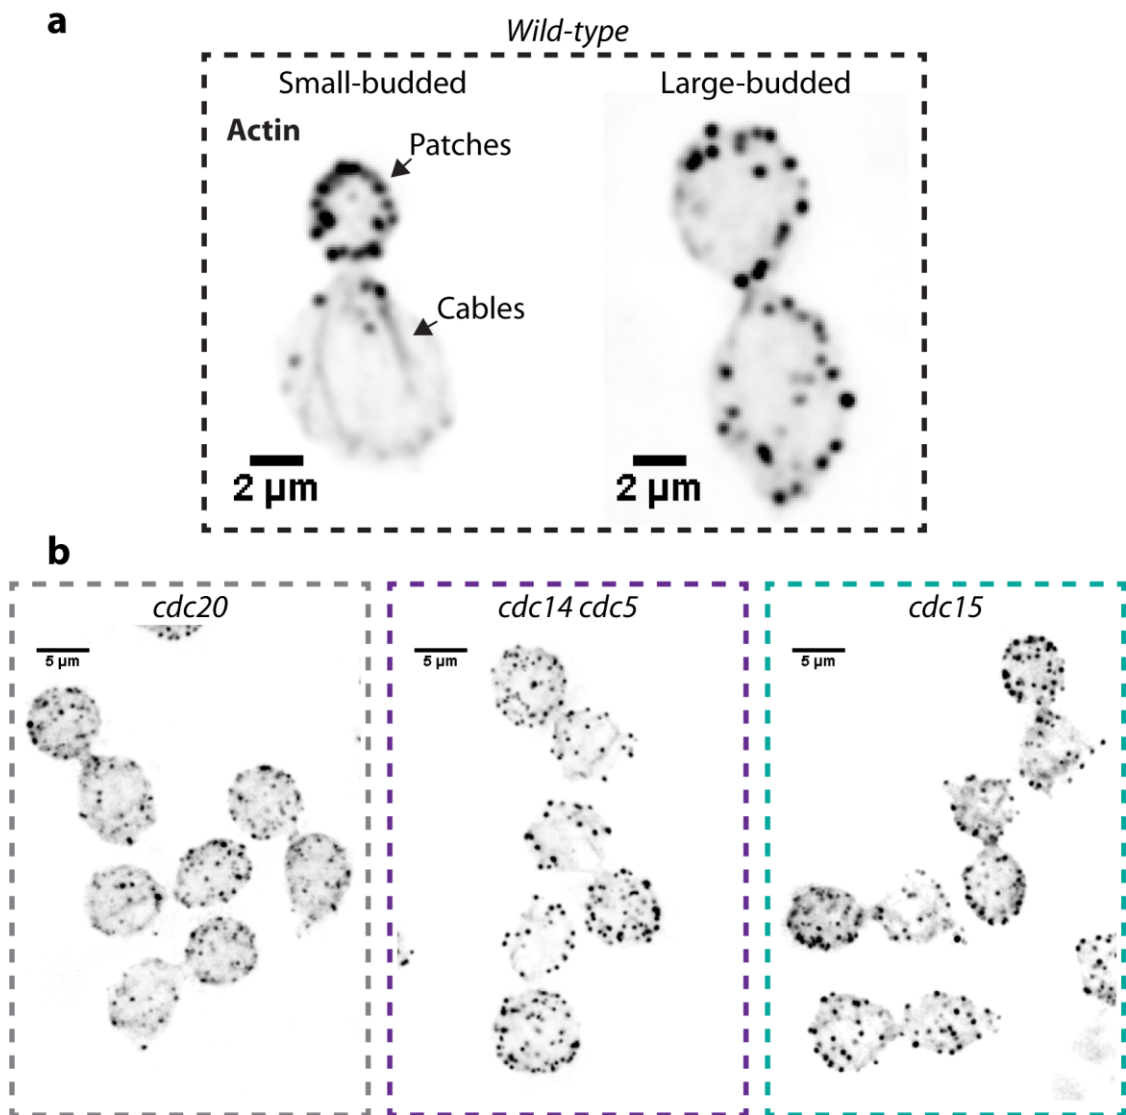 a
Wild-type
Small-budded
Large-budded
Actin
Patches
Cables
2 μm
2 μm
b
cdc20
cdc14 cdc5
cdc15
5 μm
5 μm
5 μm